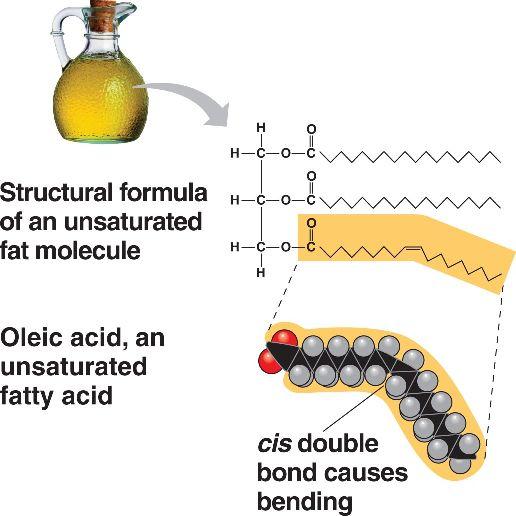 H O
H—C—O—C
O
H—C—O—C
O
H—C—O—C
H
Structural formula
of an unsaturated
fat molecule
Oleic acid, an
unsaturated
fatty acid
cis double
bond causes
bending